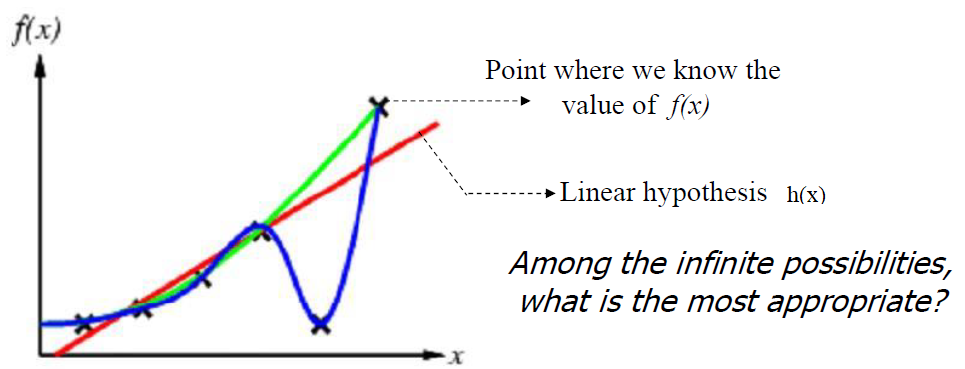 f(x)
Point where we know the
value of f(x)
Linear hypothesis h(x)
Among the infinite possibilities,
what is the most appropriate?
x